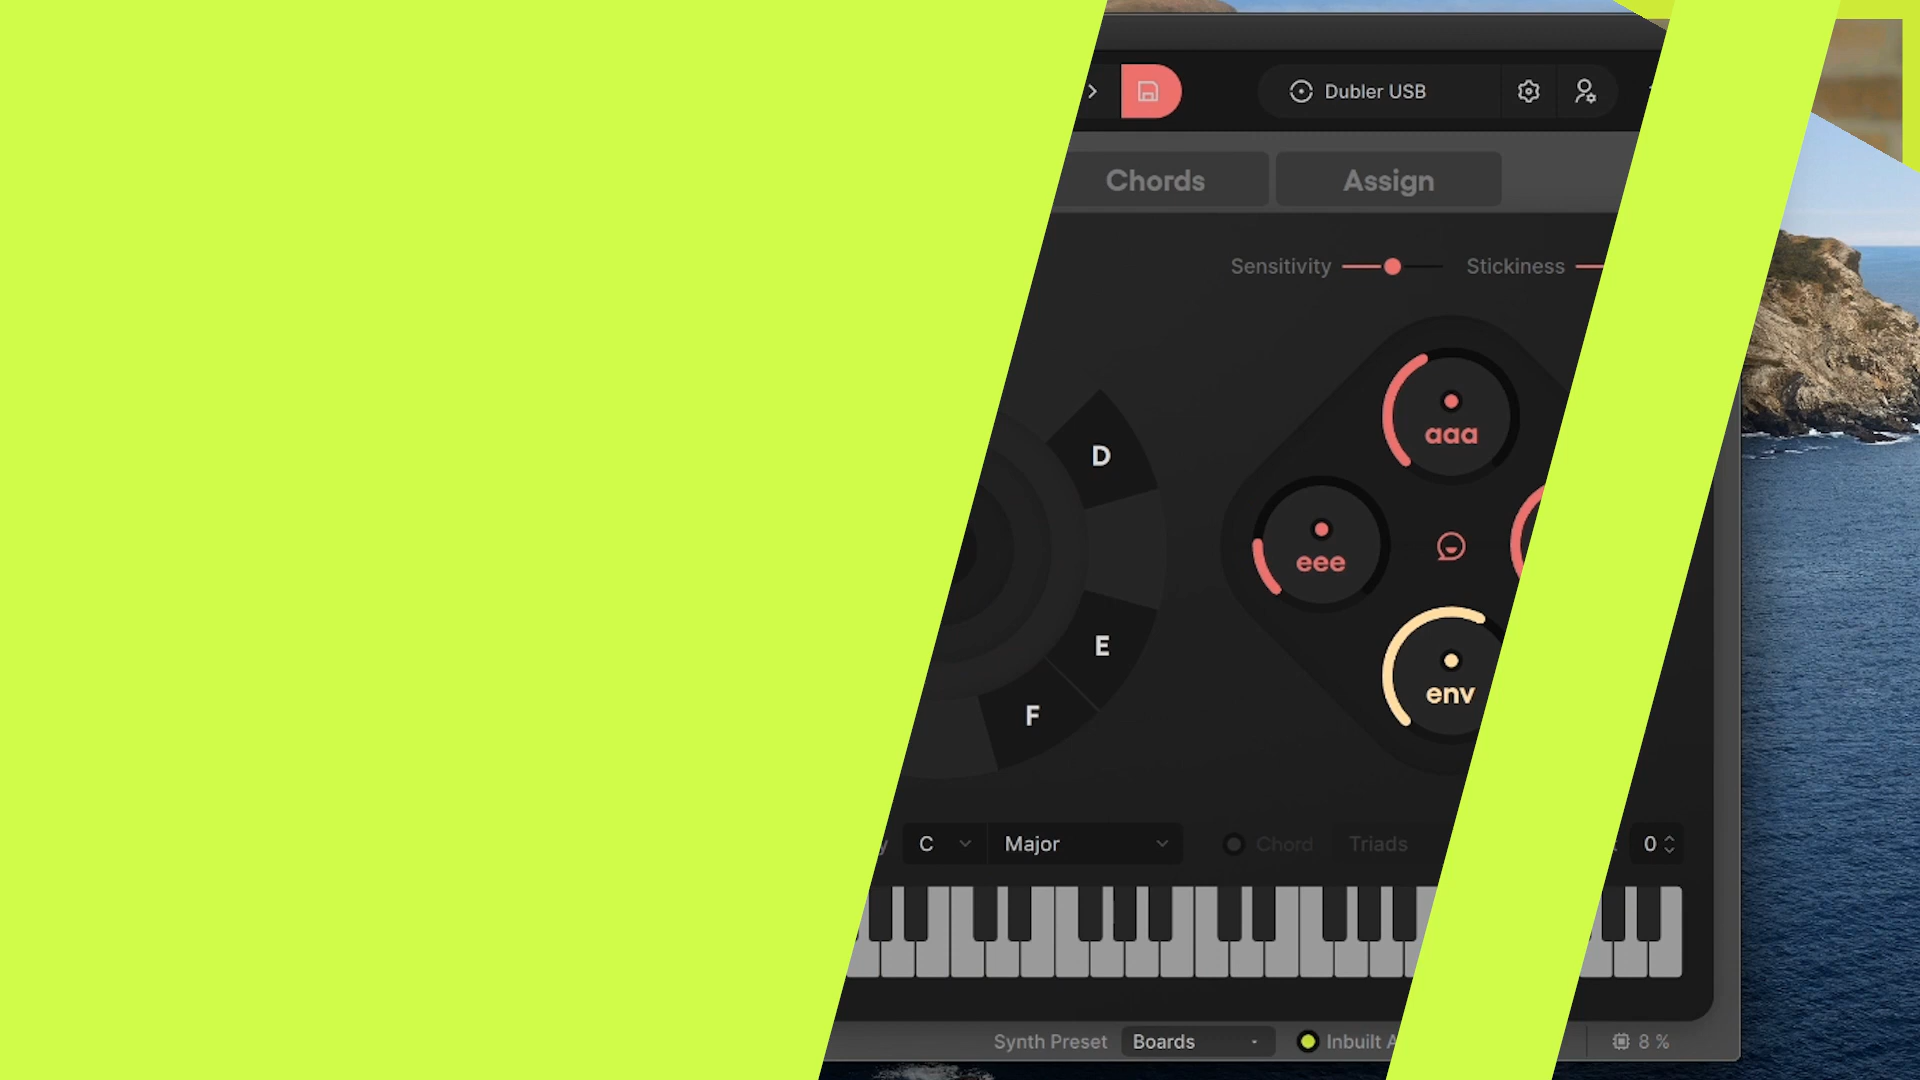 Dubler USB
Chords Assign
Sensitivity Stickiness
aaa
D
eee
E
env
F
C Major Chord Triads 0
Synth Preset Boards Inbuilt 8 %